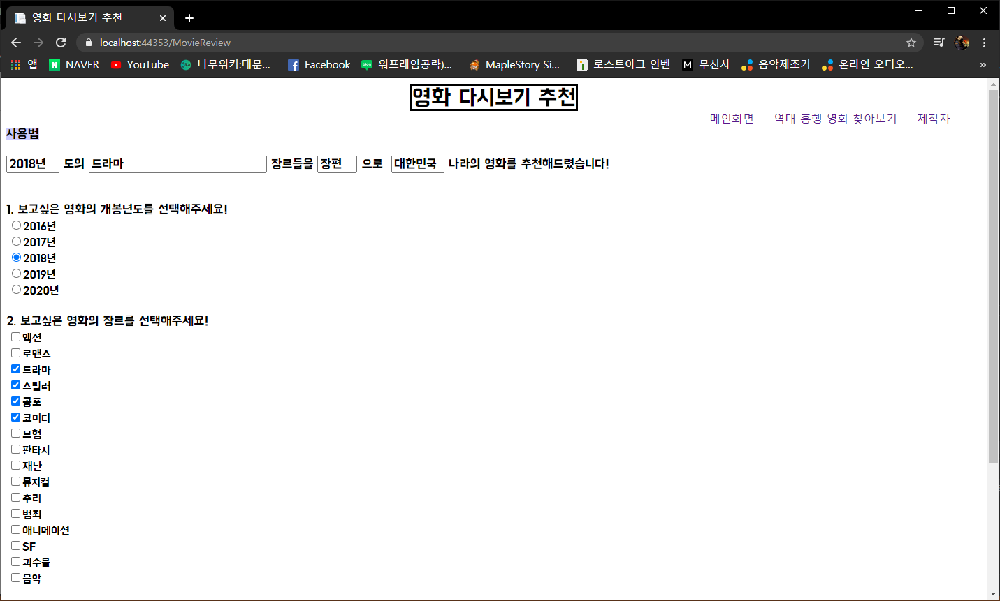 영화 다시보기 추천
localhost:44353/MovieReview
앱 NAVER YouTube 나무위키:대문... Facebook 워프레임공략)... MapleStory Si... 로스트아크 인벤 무신사 음악제조기 온라인 오디오... »
영화 다시보기 추천
메인화면 역대 흥행 영화 찾아보기 제작자
사용법
2018년 도의 드라마 장르들을 장편 으로 대한민국 나라의 영화를 추천해드렸습니다!
1. 보고싶은 영화의 개봉년도를 선택해주세요!
2016년
2017년
2018년
2019년
2020년
2. 보고싶은 영화의 장르를 선택해주세요!
액션
로맨스
드라마
스릴러
공포
코미디
모험
판타지
재난
뮤지컬
추리
범죄
애니메이션
SF
괴수물
음악